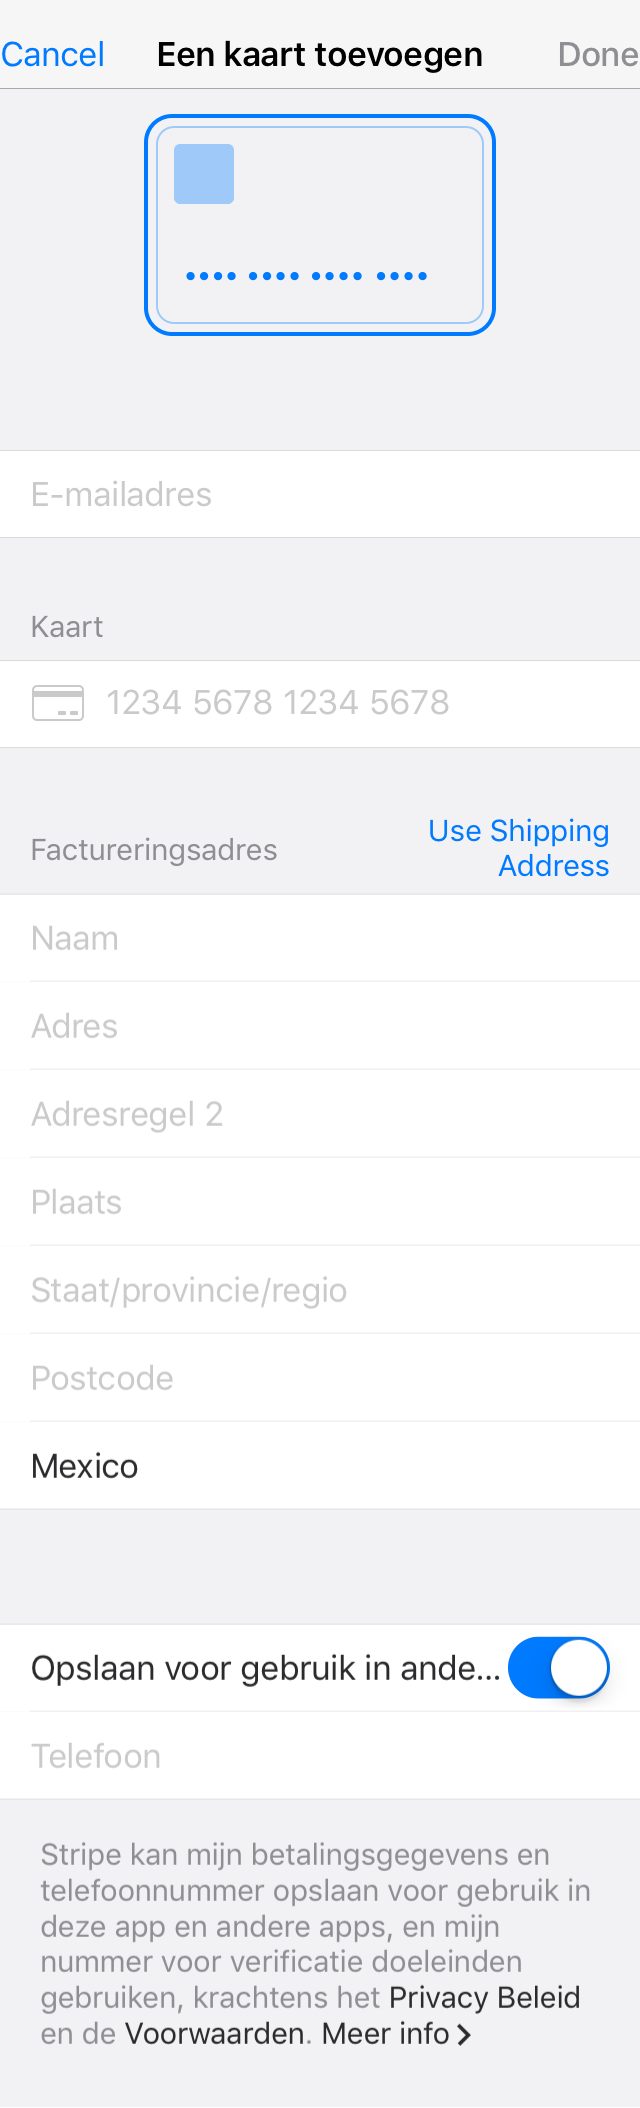 Cancel Een kaart toevoegen Done
E-mailadres
Kaart
1234 5678 1234 5678
Factureringsadres
Use Shipping
Address
Naam
Adres
Adresregel 2
Plaats
Staat/provincie/regio
Postcode
Mexico
Opslaan voor gebruik in ande...
Telefoon
Stripe kan mijn betalingsgegevens en
telefoonnummer opslaan voor gebruik in
deze app en andere apps, en mijn
nummer voor verificatie doeleinden
gebruiken, krachtens het Privacy Beleid
en de Voorwaarden. Meer info